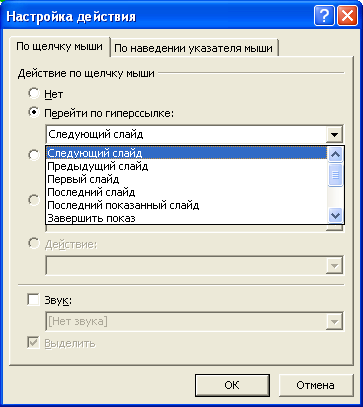 Настройка действия
По щелчку мыши
По наведении указателя мыши
Действие по щелчку мыши
Нет
Перейти по гиперссылке:
Следующий слайд
Следующий слайд
Предыдущий слайд
Первый слайд
Последний слайд
Последний показанный слайд
Завершить показ
Действие:
Звук:
[Нет звука]
Выделить
ОК
Отмена